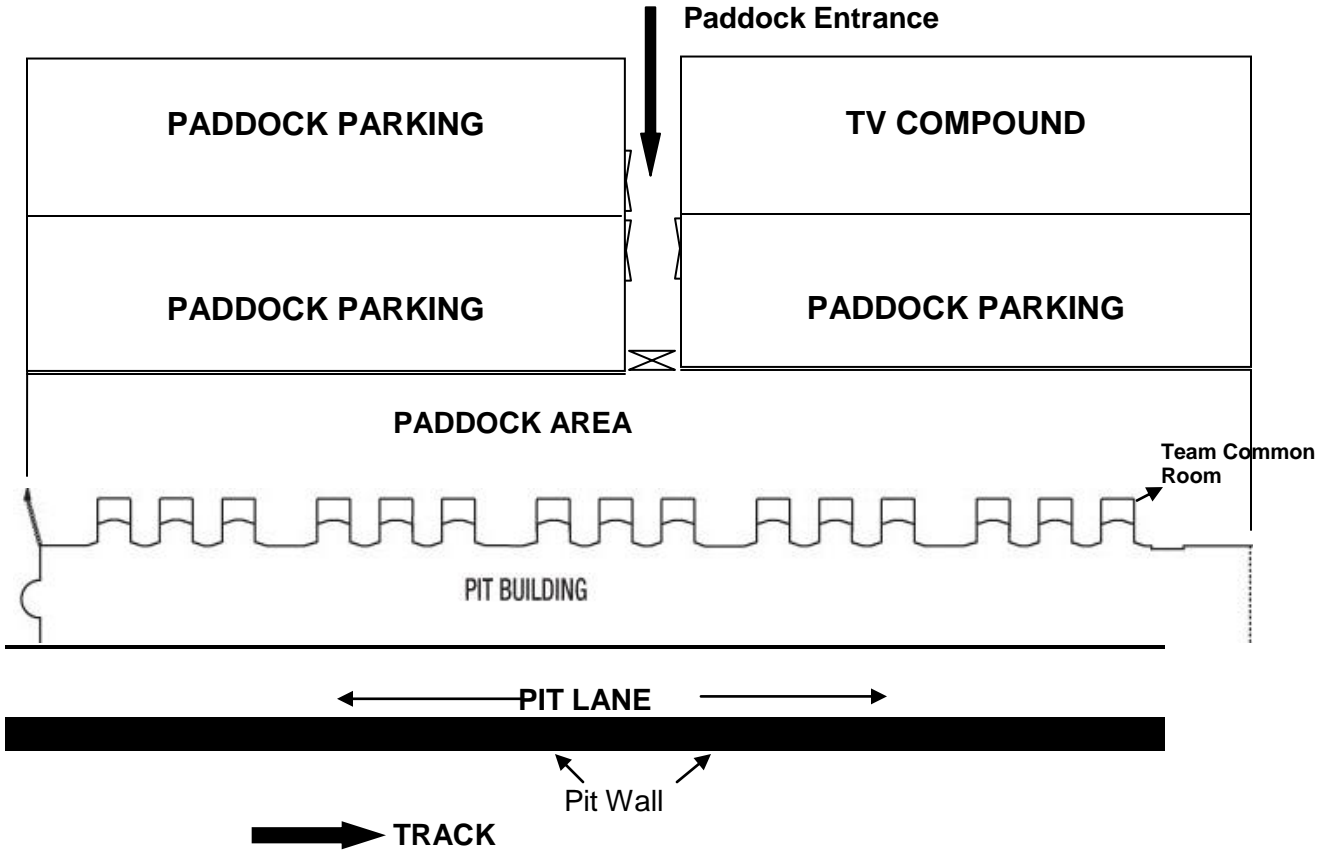 Paddock Entrance
PADDOCK PARKING
TV COMPOUND
PADDOCK PARKING
PADDOCK PARKING
PADDOCK AREA
Team Common
Room
PIT BUILDING
PIT LANE
Pit Wall
TRACK